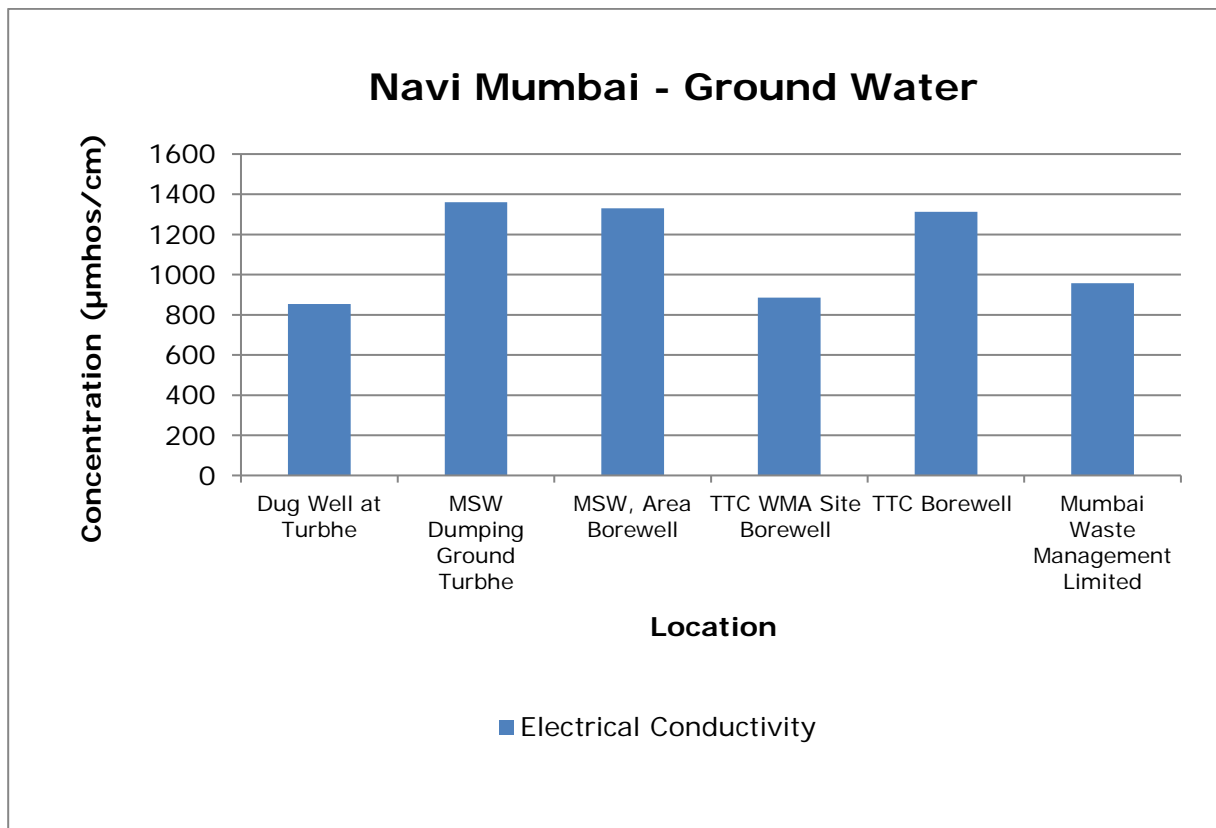 Navi Mumbai - Ground Water
Concentration (µmhos/cm)
1600
1400
1200
1000
800
600
400
200
0
Dug Well at
Turbhe
MSW
Dumping
Ground
Turbhe
MSW, Area
Borewell
TTC WMA Site
Borewell
TTC Borewell
Mumbai
Waste
Management
Limited
Location
Electrical Conductivity